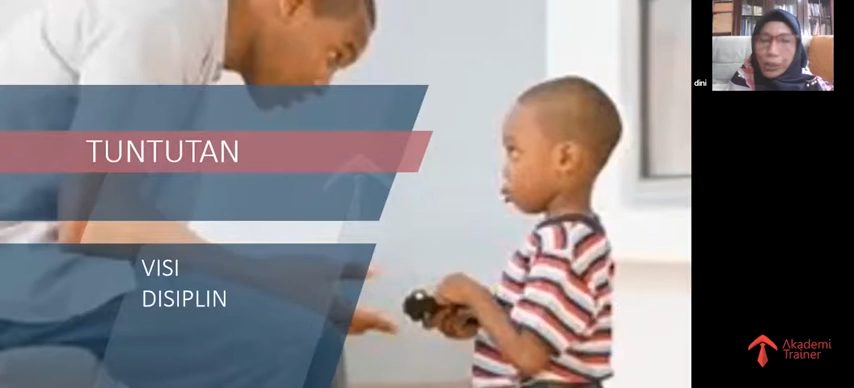 TUNTUTAN
VISI
DISIPLIN
dini
Akademi
Trainer